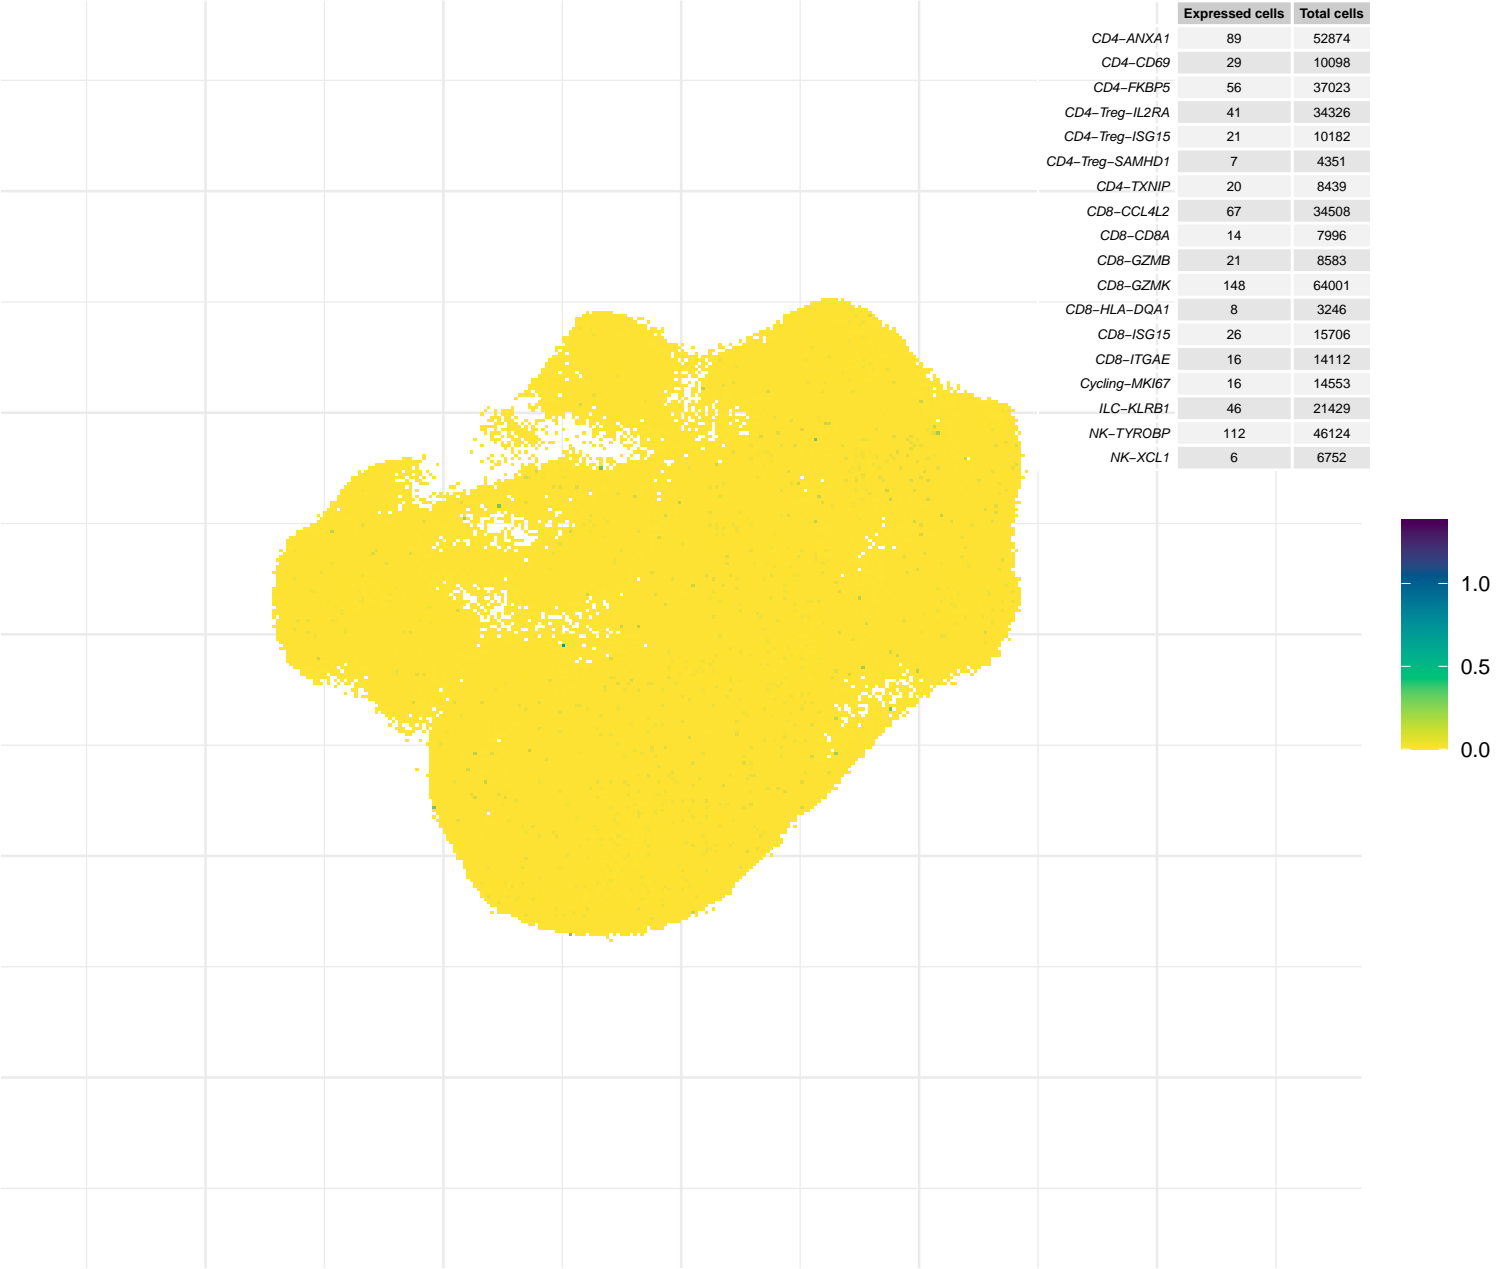 Expressed cells Total cells
CD4−ANXA1 89 52874
CD4−CD69 29 10098
CD4−FKBP5 56 37023
CD4−Treg−IL2RA 41 34326
CD4−Treg−ISG15 21 10182
CD4−Treg−SAMHD1 7 4351
CD4−TXNIP 20 8439
CD8−CCL4L2 67 34508
CD8−CD8A 14 7996
CD8−GZMB 21 8583
CD8−GZMK 148 64001
CD8−HLA−DQA1 8 3246
CD8−ISG15 26 15706
CD8−ITGAE 16 14112
Cycling−MKI67 16 14553
ILC−KLRB1 46 21429
NK−TYROBP 112 46124
NK−XCL1 6 6752
1.0
0.5
0.0